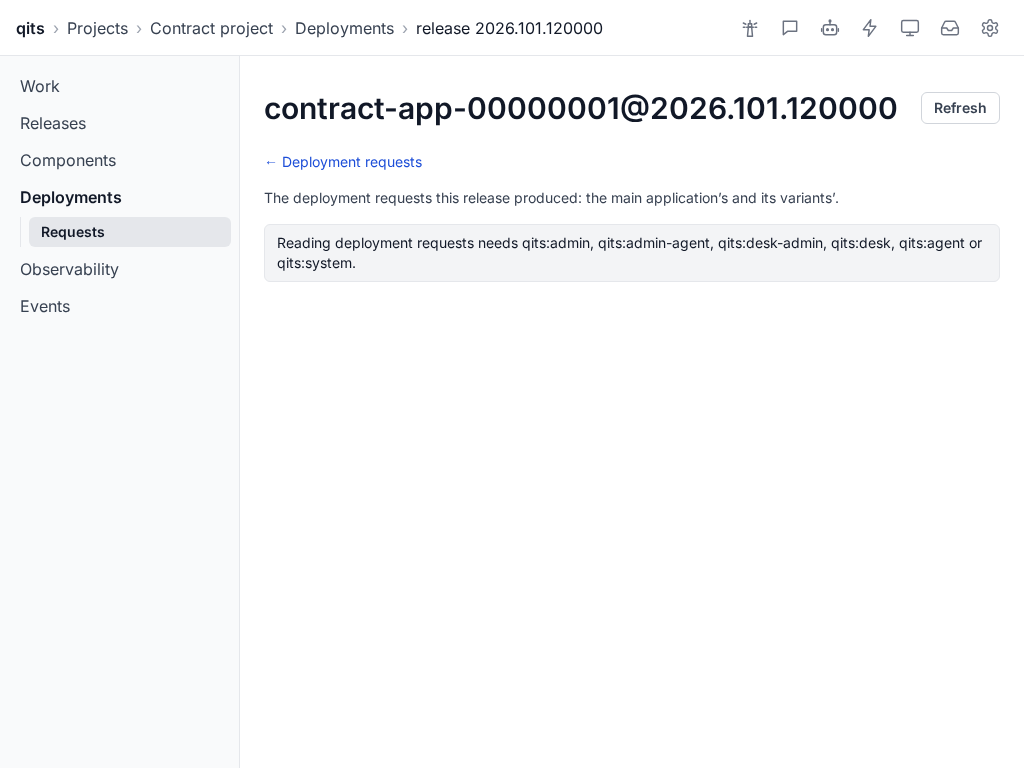 qits › Projects › Contract project › Deployments › release 2026.101.120000
Work
Releases
Components
Deployments
Requests
Observability
Events
contract-app-00000001@2026.101.120000
Refresh
← Deployment requests
The deployment requests this release produced: the main application’s and its variants’.
Reading deployment requests needs qits:admin, qits:admin-agent, qits:desk-admin, qits:desk, qits:agent or
qits:system.